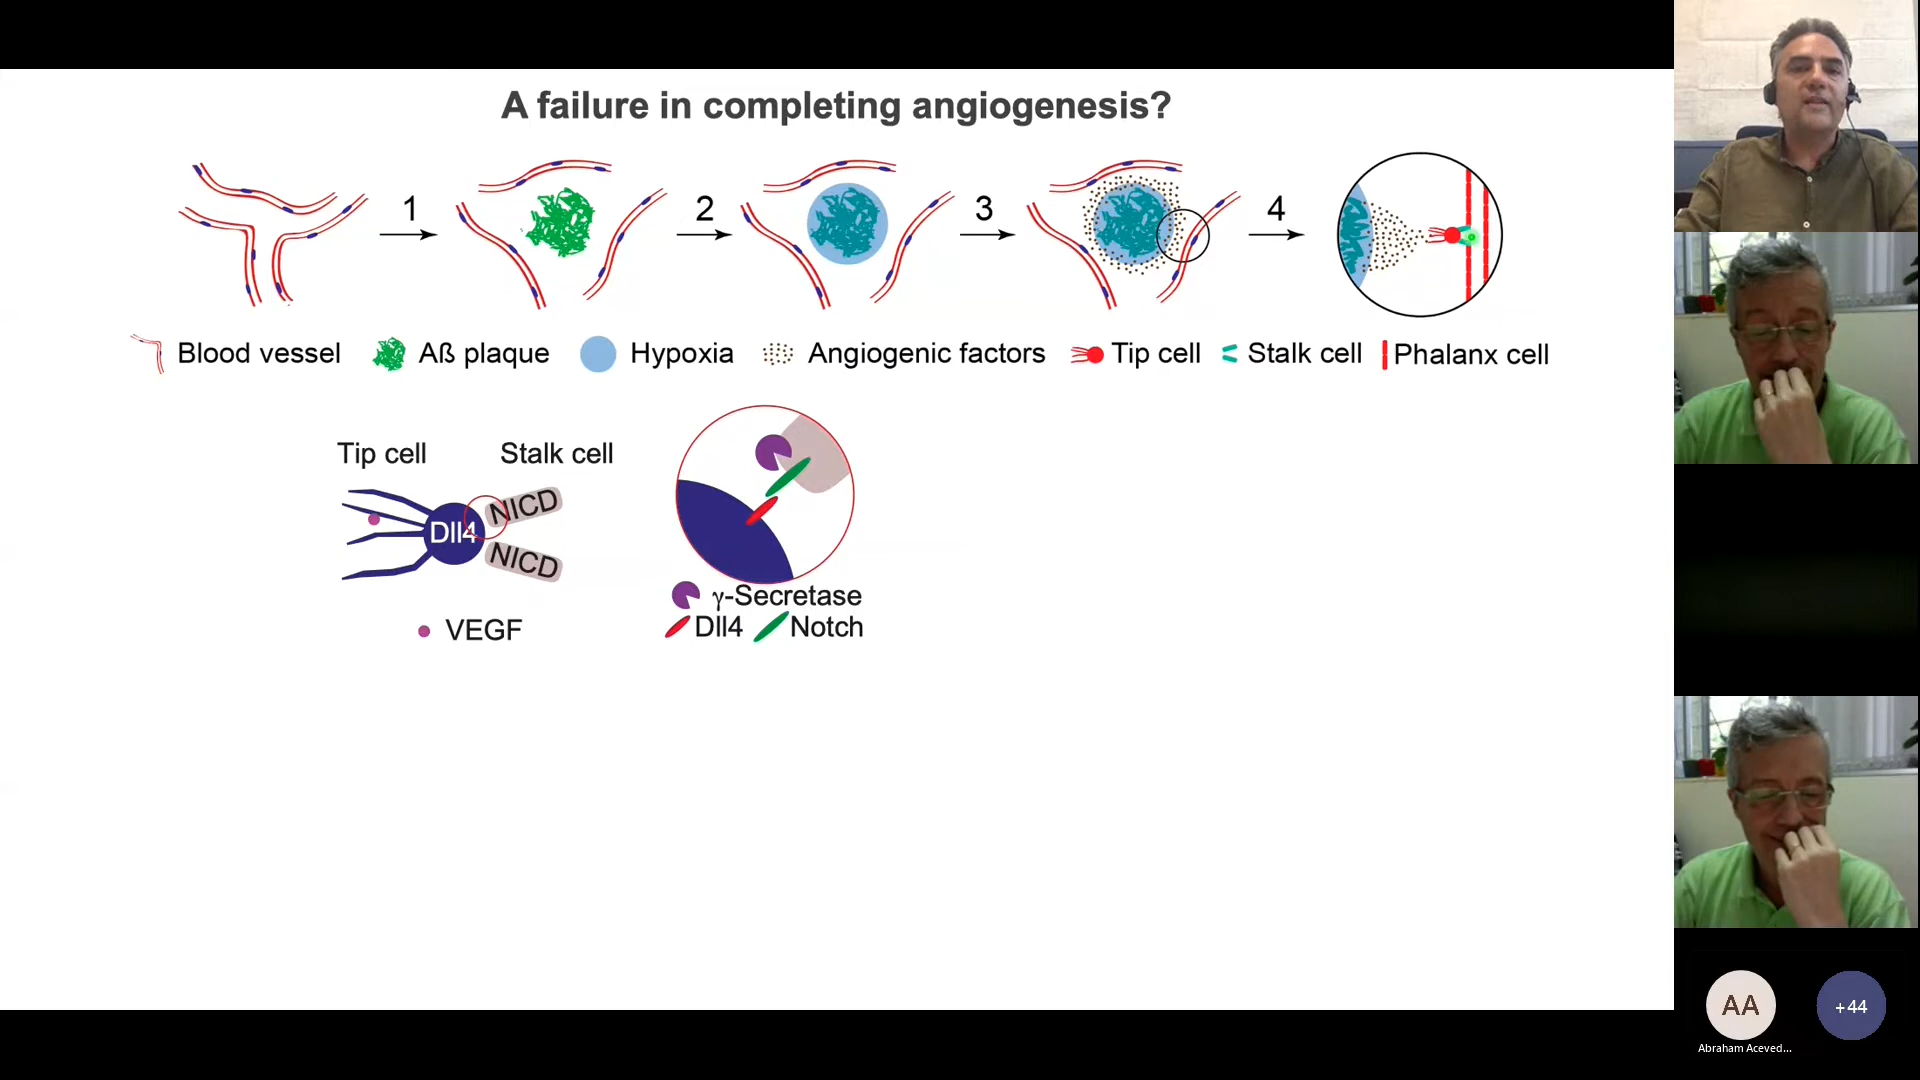 A failure in completing angiogenesis?
1
2
3
4
Blood vessel
Aß plaque
Hypoxia
Angiogenic factors
Tip cell
Stalk cell
Phalanx cell
Tip cell
Stalk cell
Dll4
NICD
NICD
VEGF
γ-Secretase
Dll4
Notch
AA
+44
Abraham Aceved...